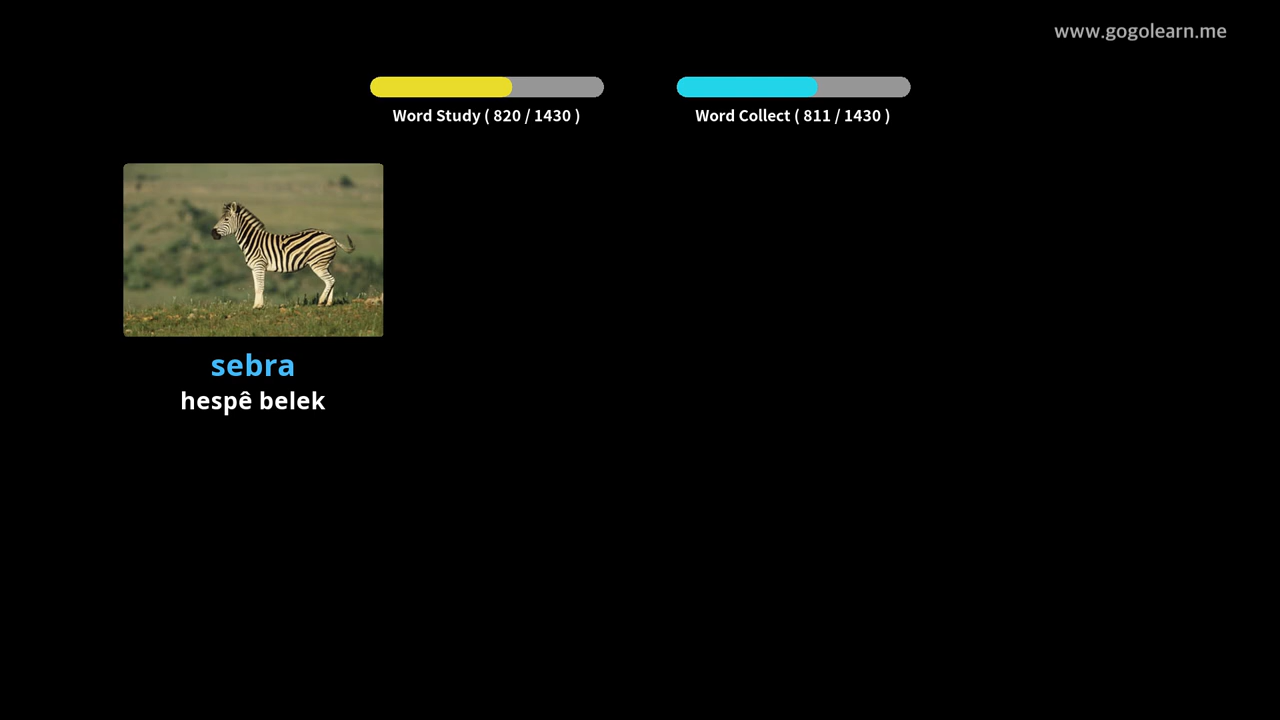 www.gogolearn.me
Word Study ( 820 / 1430 )
Word Collect ( 811 / 1430 )
sebra
hespê belek